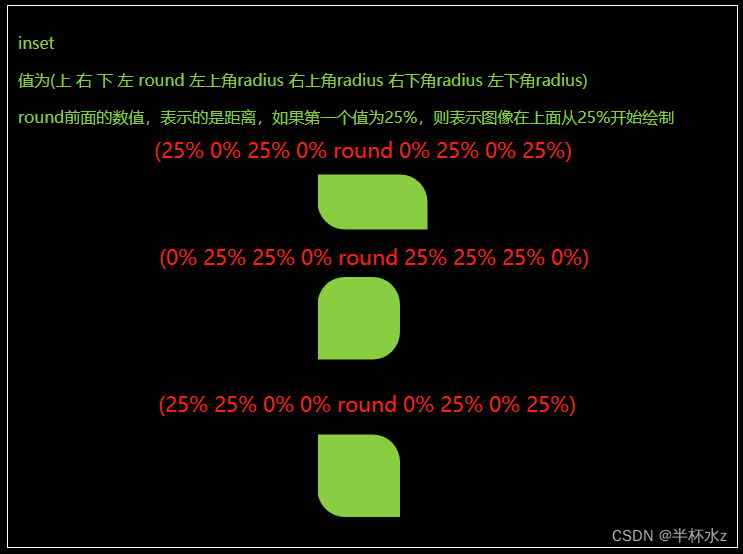 inset
值为(上 右 下 左 round 左上角radius 右上角radius 右下角radius 左下角radius)
round前面的数值，表示的是距离，如果第一个值为25%，则表示图像在上面从25%开始绘制
(25% 0% 25% 0% round 0% 25% 0% 25%)
(0% 25% 25% 0% round 25% 25% 25% 0%)
(25% 25% 0% 0% round 0% 25% 0% 25%)
CSDN @半杯水z